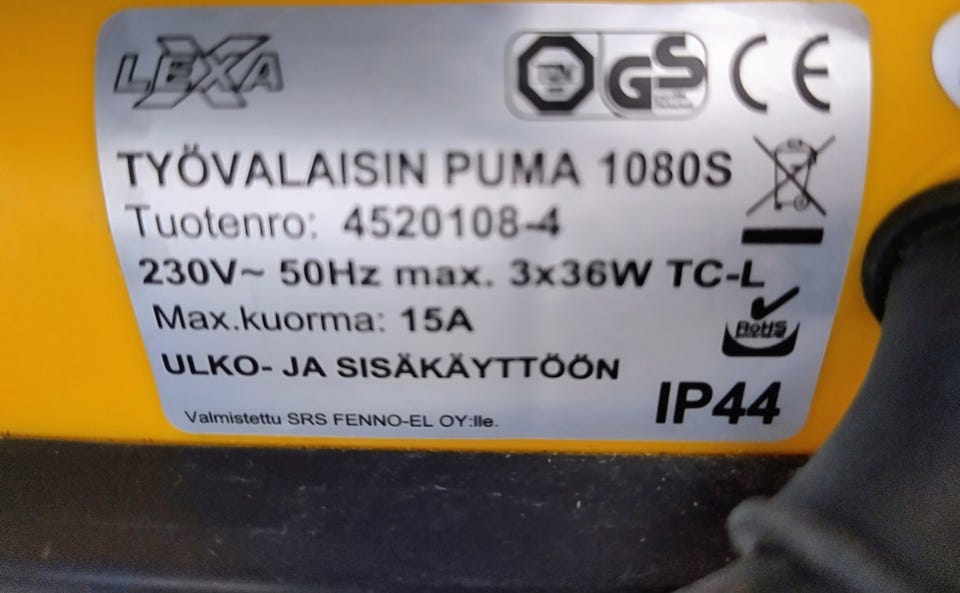 LEXA
GS
CE
TYÖVALAISIN PUMA 1080S
Tuotenro: 4520108-4
230V~ 50Hz max. 3x36W TC-L
Max.kuorma: 15A
RoHS
ULKO- JA SISÄKÄYTTÖÖN
IP44
Valmistettu SRS FENNO-EL OY:lle.